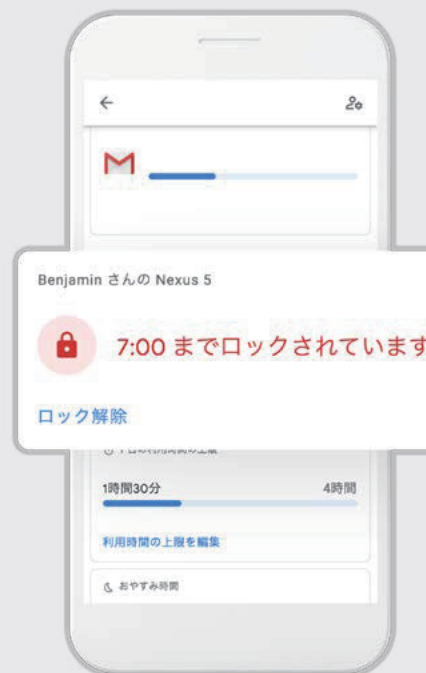 Benjamin さんの Nexus 5
7:00 までロックされています
ロック解除
1時間30分
4時間
利用時間の上限を編集
おやすみ時間